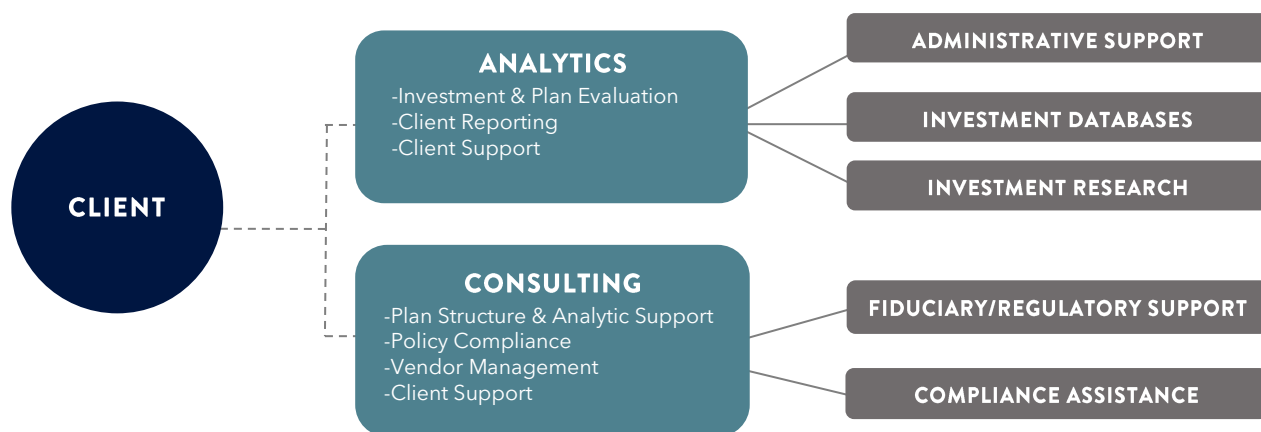 CLIENT
ANALYTICS
-Investment & Plan Evaluation
-Client Reporting
-Client Support
CONSULTING
-Plan Structure & Analytic Support
-Policy Compliance
-Vendor Management
-Client Support
ADMINISTRATIVE SUPPORT
INVESTMENT DATABASES
INVESTMENT RESEARCH
FIDUCIARY/REGULATORY SUPPORT
COMPLIANCE ASSISTANCE